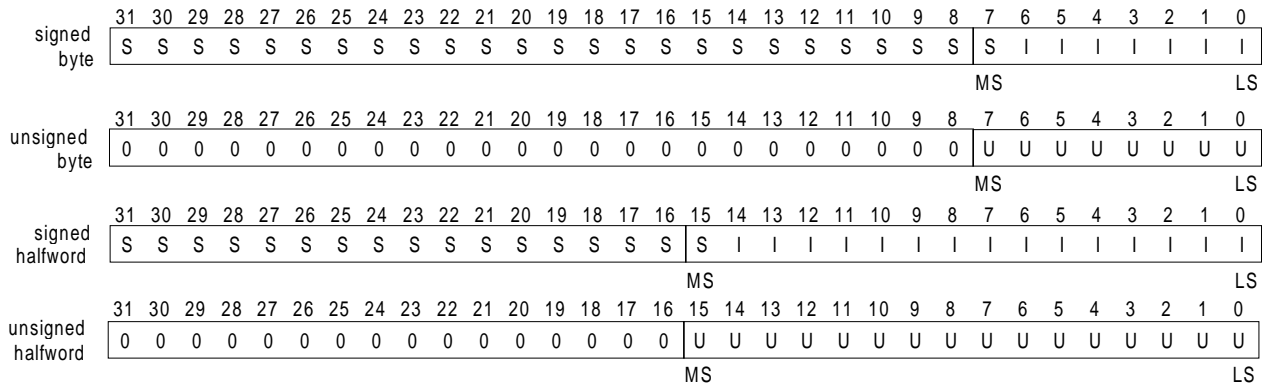 31 30 29 28 27 26 25 24 23 22 21 20 19 18 17 16 15 14 13 12 11 10 9 8 7 6 5 4 3 2 1 0
signed
byte
S S S S S S S S S S S S S S S S S S S S S S S S S I I I I I I I
MS LS
31 30 29 28 27 26 25 24 23 22 21 20 19 18 17 16 15 14 13 12 11 10 9 8 7 6 5 4 3 2 1 0
unsigned
byte
0 0 0 0 0 0 0 0 0 0 0 0 0 0 0 0 0 0 0 0 0 0 0 0 U U U U U U U U
MS LS
31 30 29 28 27 26 25 24 23 22 21 20 19 18 17 16 15 14 13 12 11 10 9 8 7 6 5 4 3 2 1 0
signed
halfword
S S S S S S S S S S S S S S S S S I I I I I I I I I I I I I I I
MS LS
31 30 29 28 27 26 25 24 23 22 21 20 19 18 17 16 15 14 13 12 11 10 9 8 7 6 5 4 3 2 1 0
unsigned
halfword
0 0 0 0 0 0 0 0 0 0 0 0 0 0 0 0 U U U U U U U U U U U U U U U U
MS LS